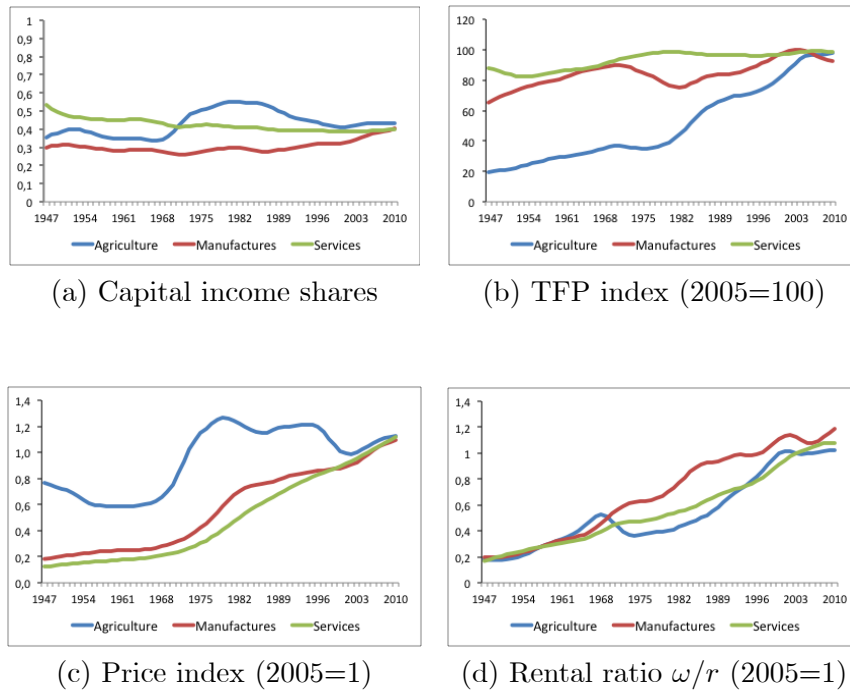 1
0,9
0,8
0,7
0,6
0,5
0,4
0,3
0,2
0,1
0
1947 1954 1961 1968 1975 1982 1989 1996 2003 2010
Agriculture Manufactures Services
(a) Capital income shares
120
100
80
60
40
20
0
1947 1954 1961 1968 1975 1982 1989 1996 2003 2010
Agriculture Manufactures Services
(b) TFP index (2005=100)
1,4
1,2
1,0
0,8
0,6
0,4
0,2
0,0
1947 1954 1961 1968 1975 1982 1989 1996 2003 2010
Agriculture Manufactures Services
(c) Price index (2005=1)
1,4
1,2
1
0,8
0,6
0,4
0,2
0
1947 1954 1961 1968 1975 1982 1989 1996 2003 2010
Agriculture Manufactures Services
(d) Rental ratio ω/r (2005=1)